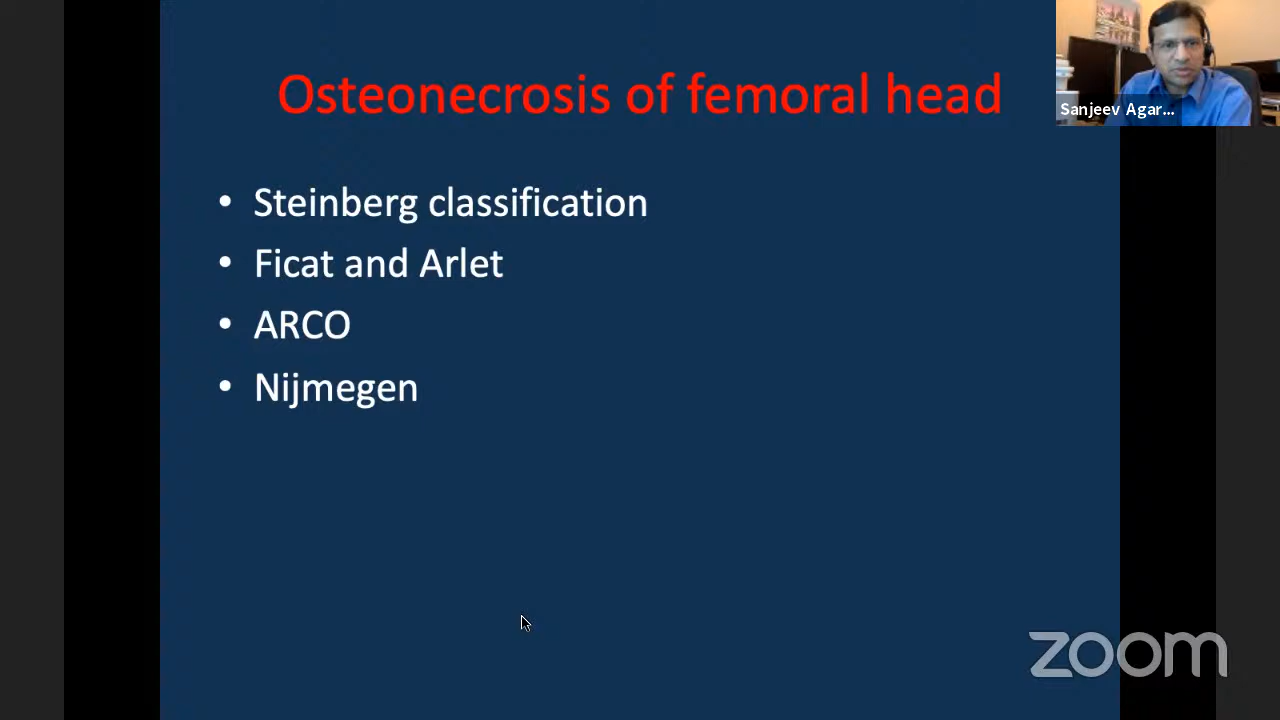 Osteonecrosis of femoral head
Sanjeev Agar...
• Steinberg classification
• Ficat and Arlet
• ARCO
• Nijmegen
zoom